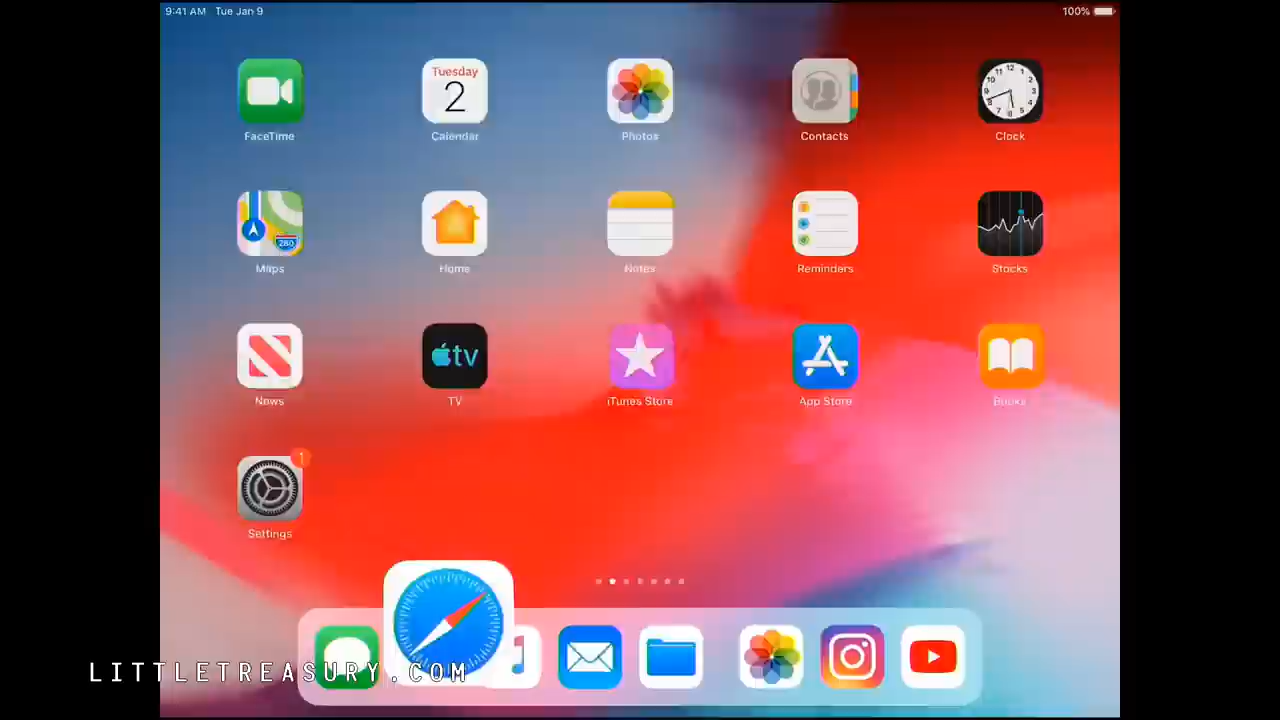 9:41 AM Tue Jan 9 100%
FaceTime
Tuesday
2
Calendar
Photos
Contacts
Clock
280
Maps
Home
Notes
Reminders
Stocks
News
tv
TV
iTunes Store
App Store
Books
1
Settings
LITTLETREASURY.COM